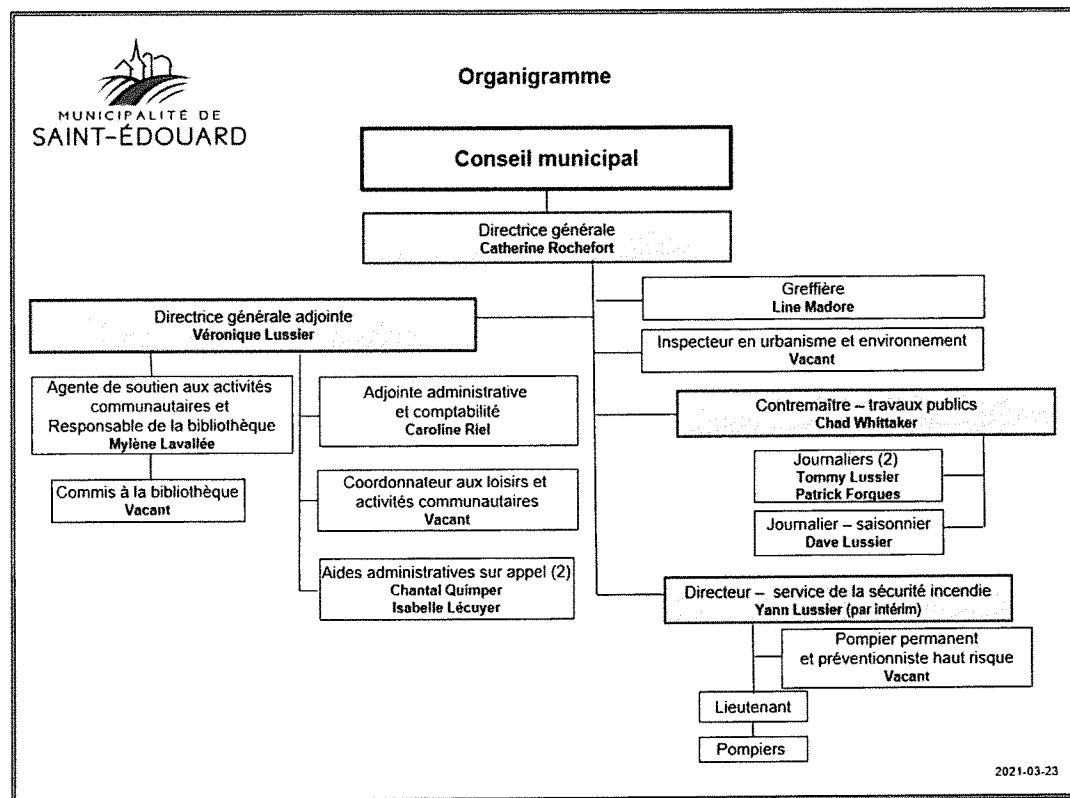 Organigramme
MUNICIPALITÉ DE
SAINT-ÉDOUARD
Conseil municipal
Directrice générale
Catherine Rochefort
Greffière
Line Madore
Directrice générale adjointe
Véronique Lussier
Inspecteur en urbanisme et environnement
Vacant
Agente de soutien aux activités
communautaires et
Responsable de la bibliothèque
Mylène Lavallée
Commis à la bibliothèque
Vacant
Adjointe administrative
et comptabilité
Caroline Riel
Coordonnateur aux loisirs et
activités communautaires
Vacant
Aides administratives sur appel (2)
Chantal Quimper
Isabelle Lécuyer
Contremaître – travaux publics
Chad Whittaker
Journaliers (2)
Tommy Lussier
Patrick Forgues
Journalier – saisonnier
Dave Lussier
Directeur – service de la sécurité incendie
Yann Lussier (par intérim)
Pompier permanent
et préventionniste haut risque
Vacant
Lieutenant
Pompiers
2021-03-23